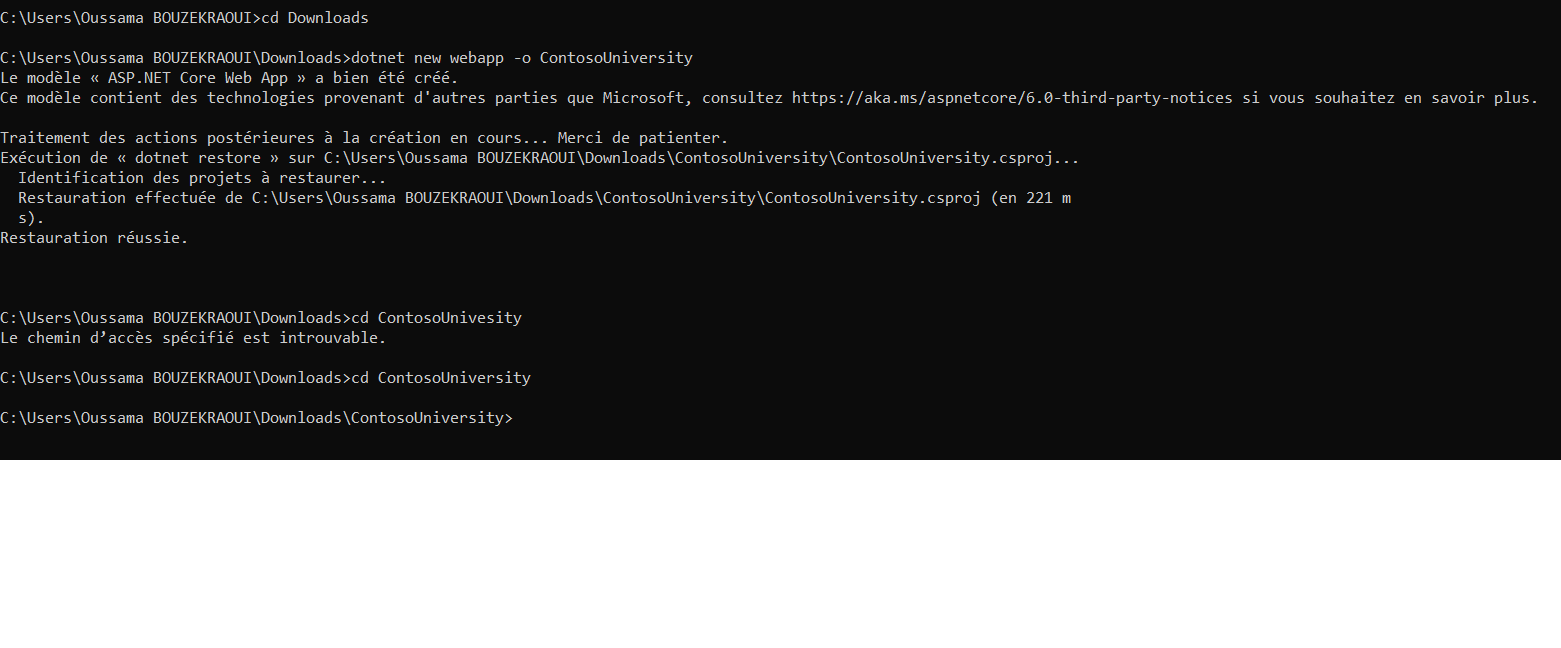 C:\Users\Oussama BOUZEKRAOUI>cd Downloads
C:\Users\Oussama BOUZEKRAOUI\Downloads>dotnet new webapp -o ContosoUniversity
Le modèle « ASP.NET Core Web App » a bien été créé.
Ce modèle contient des technologies provenant d'autres parties que Microsoft, consultez https://aka.ms/aspnetcore/6.0-third-party-notices si vous souhaitez en savoir plus.
Traitement des actions postérieures à la création en cours... Merci de patienter.
Exécution de « dotnet restore » sur C:\Users\Oussama BOUZEKRAOUI\Downloads\ContosoUniversity\ContosoUniversity.csproj...
  Identification des projets à restaurer...
  Restauration effectuée de C:\Users\Oussama BOUZEKRAOUI\Downloads\ContosoUniversity\ContosoUniversity.csproj (en 221 m
  s).
Restauration réussie.
C:\Users\Oussama BOUZEKRAOUI\Downloads>cd ContosoUnivesity
Le chemin d’accès spécifié est introuvable.
C:\Users\Oussama BOUZEKRAOUI\Downloads>cd ContosoUniversity
C:\Users\Oussama BOUZEKRAOUI\Downloads\ContosoUniversity>